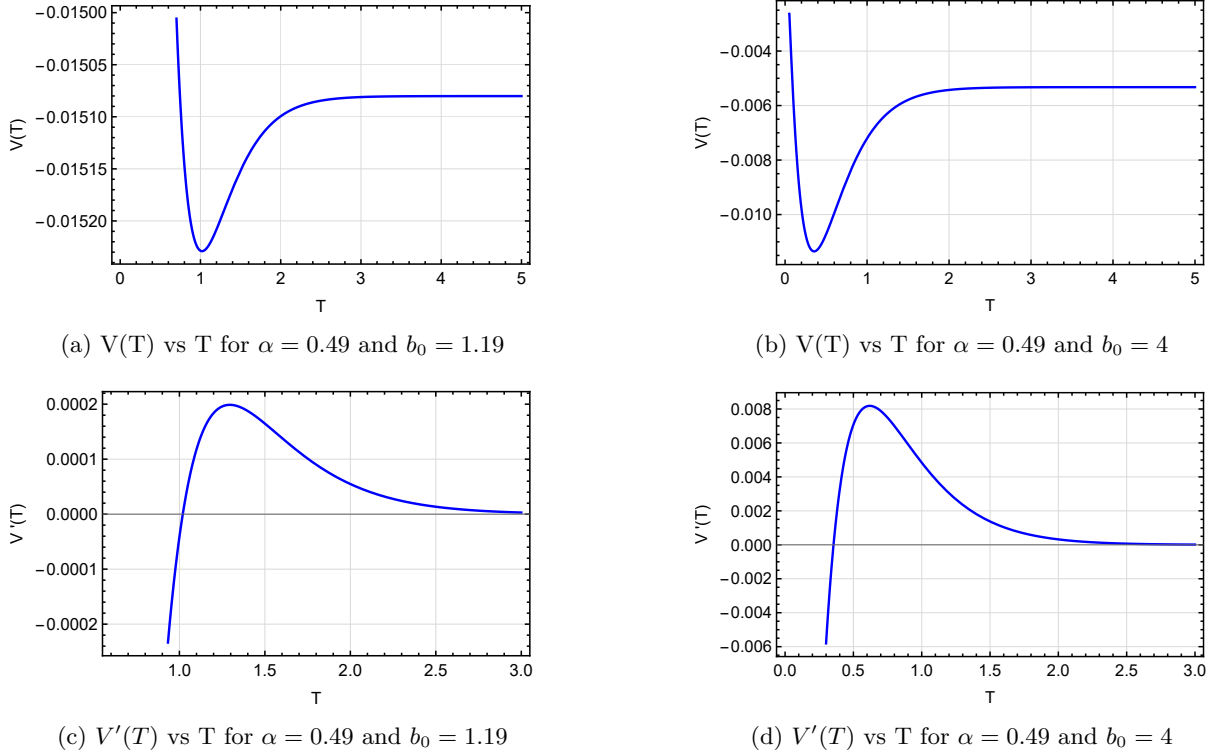 −0.01500
−0.01505
−0.01510
−0.01515
−0.01520
V(T)
0 1 2 3 4 5
T
(a) V(T) vs T for α = 0.49 and b₀ = 1.19
−0.004
−0.006
−0.008
−0.010
V(T)
0 1 2 3 4 5
T
(b) V(T) vs T for α = 0.49 and b₀ = 4
0.0002
0.0001
0.0000
−0.0001
−0.0002
V'(T)
1.0 1.5 2.0 2.5 3.0
T
(c) V′(T) vs T for α = 0.49 and b₀ = 1.19
0.008
0.006
0.004
0.002
0.000
−0.002
−0.004
−0.006
V'(T)
0.0 0.5 1.0 1.5 2.0 2.5 3.0
T
(d) V′(T) vs T for α = 0.49 and b₀ = 4